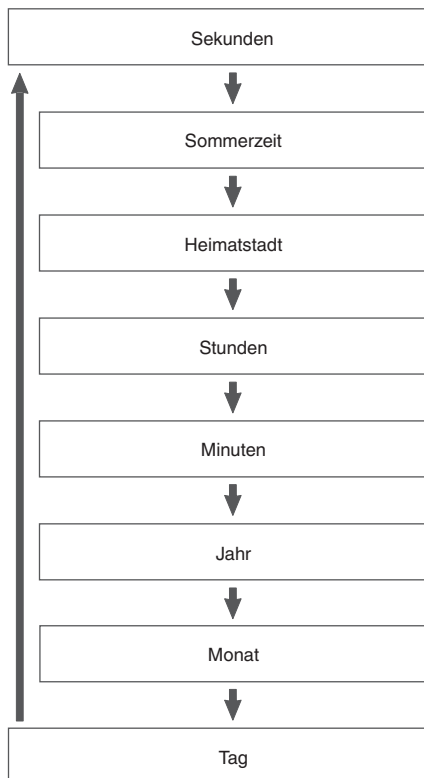 Sekunden
Sommerzeit
Heimatstadt
Stunden
Minuten
Jahr
Monat
Tag